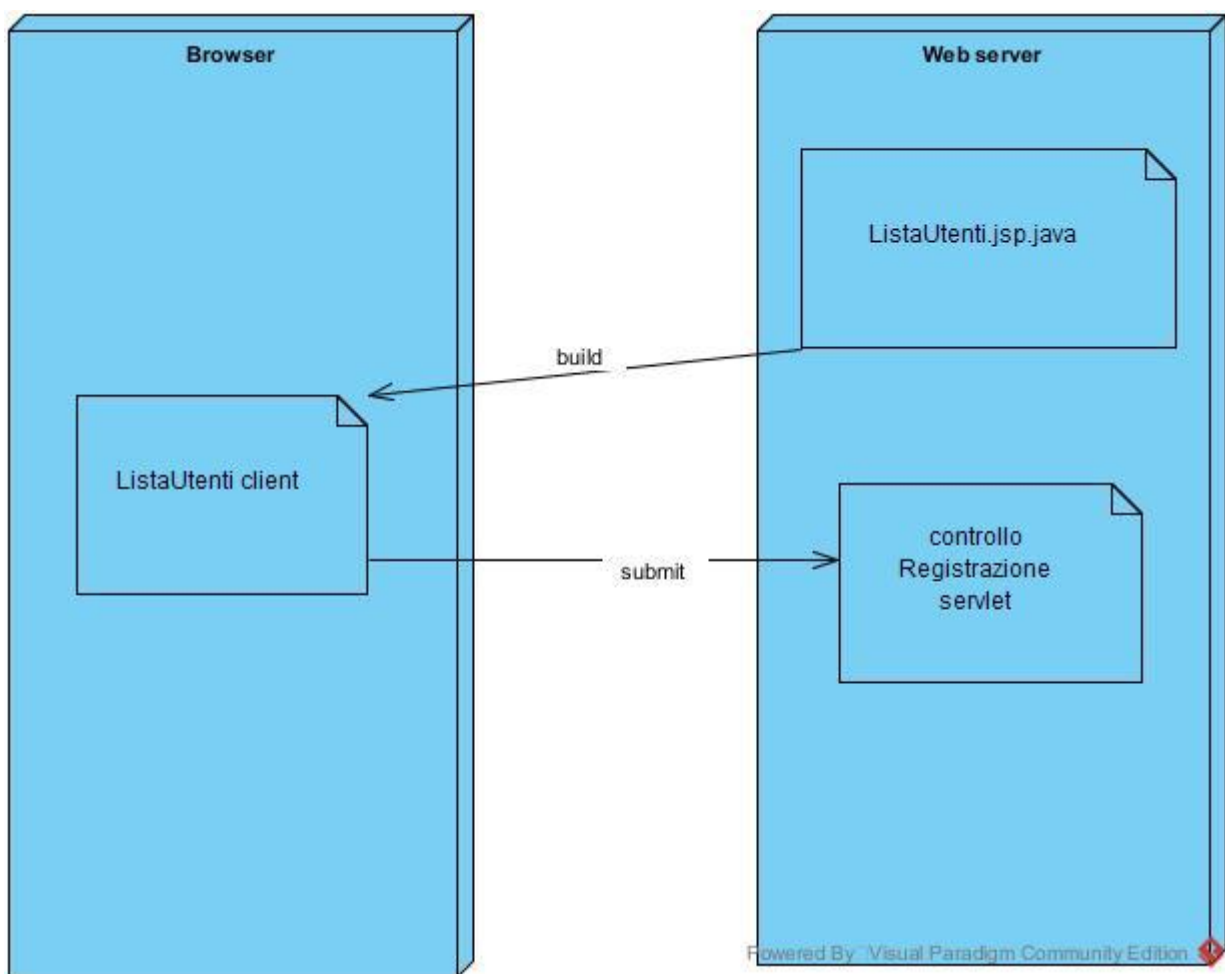 Browser
Web server
ListaUtenti.jsp.java
build
ListaUtenti client
submit
controllo
Registrazione
servlet
Powered By Visual Paradigm Community Edition